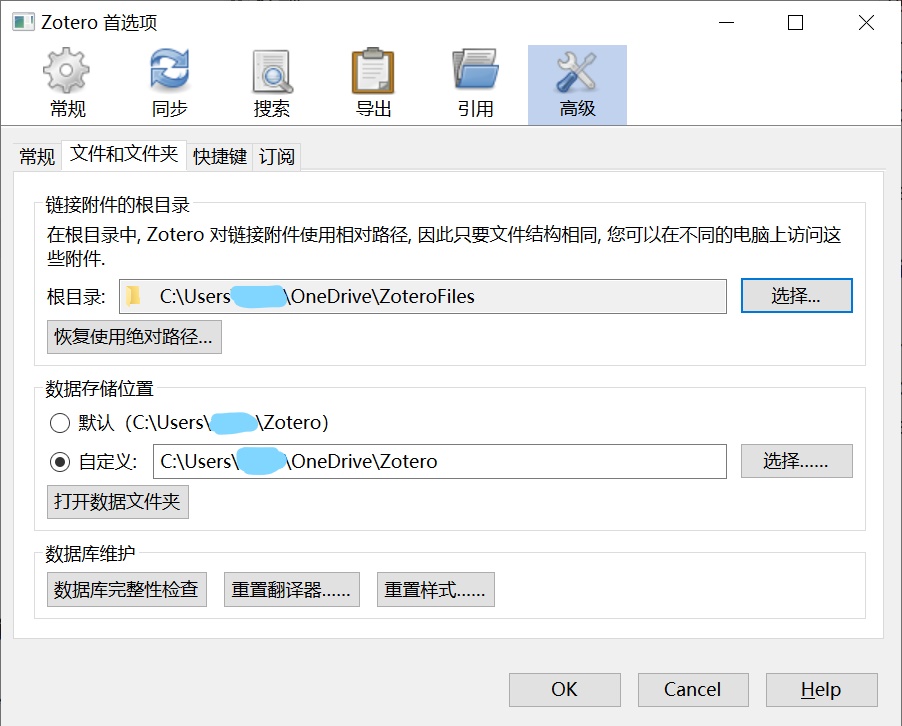 Zotero 首选项
常规 同步 搜索 导出 引用 高级
常规 文件和文件夹 快捷键 订阅
链接附件的根目录
在根目录中, Zotero 对链接附件使用相对路径, 因此只要文件结构相同, 您可以在不同的电脑上访问这
些附件.
根目录: C:\Users \OneDrive\ZoteroFiles 选择...
恢复使用绝对路径...
数据存储位置
默认（C:\Users\ \Zotero）
自定义: C:\Users\ \OneDrive\Zotero 选择......
打开数据文件夹
数据库维护
数据库完整性检查 重置翻译器...... 重置样式......
OK Cancel Help